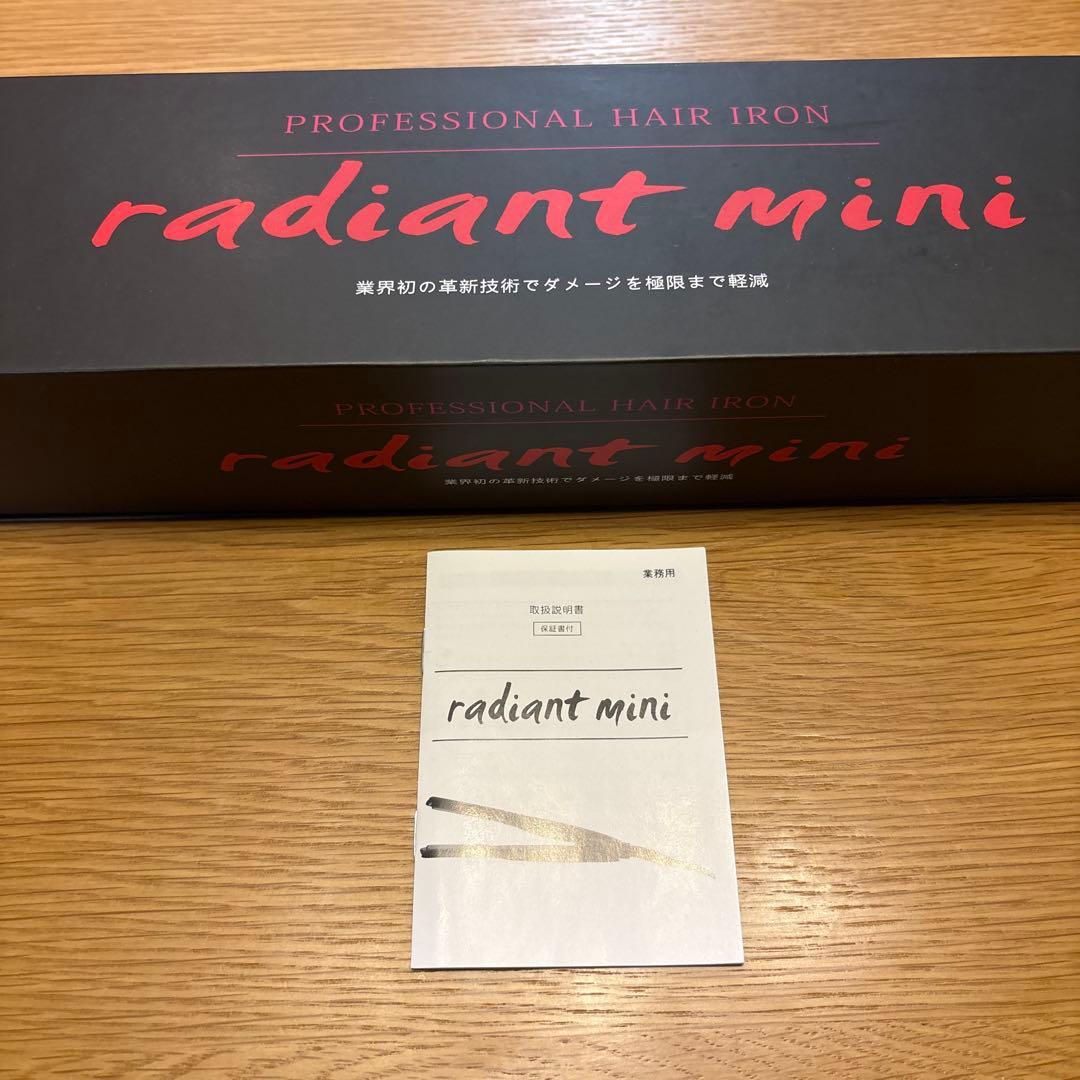 PROFESSIONAL HAIR IRON
radiant mini
業界初の革新技術でダメージを極限まで軽減
PROFESSIONAL HAIR IRON
radiant mini
業界初の革新技術でダメージを極限まで軽減
業務用
取扱説明書
保証書付
radiant mini